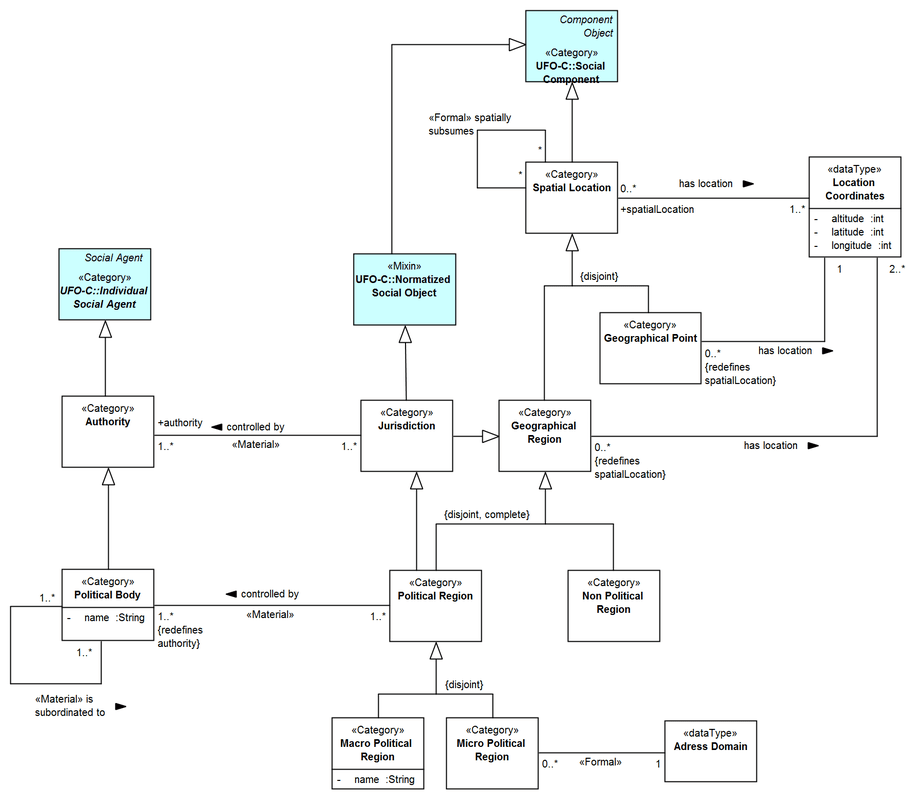 Component
Object
«Category»
UFO-C::Social
Component
«Formal» spatially
subsumes
*
*
«Category»
Spatial Location
0..*
+spatialLocation
has location
1..*
«dataType»
Location
Coordinates
- altitude :int
- latitude :int
- longitude :int
1
2..*
Social Agent
«Category»
UFO-C::Individual
Social Agent
«Mixin»
UFO-C::Normatized
Social Object
{disjoint}
«Category»
Geographical Point
0..*
{redefines
spatialLocation}
has location
«Category»
Authority
+authority
1..*
controlled by
«Material»
1..*
«Category»
Jurisdiction
«Category»
Geographical
Region
0..*
{redefines
spatialLocation}
has location
{disjoint, complete}
«Category»
Political Body
- name :String
1..*
1..*
«Material» is
subordinated to
1..*
{redefines
authority}
controlled by
«Material»
1..*
«Category»
Political Region
«Category»
Non Political
Region
{disjoint}
«Category»
Macro Political
Region
- name :String
«Category»
Micro Political
Region
0..*
«Formal»
1
«dataType»
Adress Domain